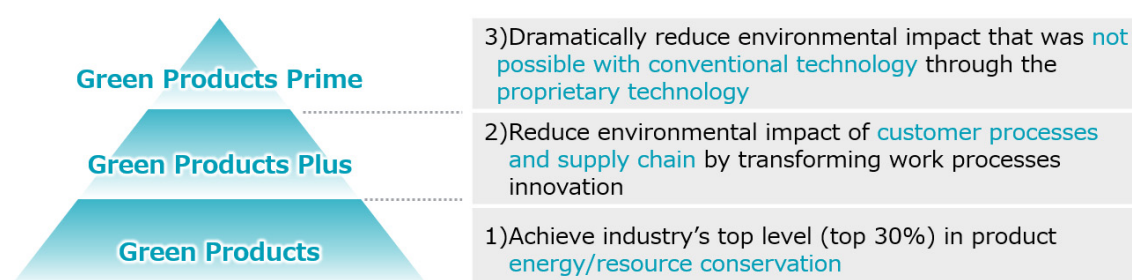 Green Products Prime
3)Dramatically reduce environmental impact that was not
possible with conventional technology through the
proprietary technology
Green Products Plus
2)Reduce environmental impact of customer processes
and supply chain by transforming work processes
innovation
Green Products
1)Achieve industry’s top level (top 30%) in product
energy/resource conservation